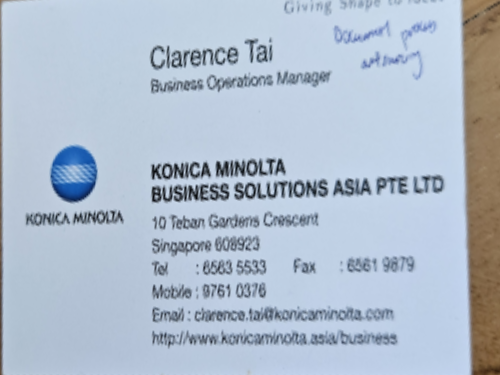 Giving Shape to Ideas
Document process
outsourcing
Clarence Tai
Business Operations Manager
KONICA MINOLTA
KONICA MINOLTA
BUSINESS SOLUTIONS ASIA PTE LTD
10 Teban Gardens Crescent
Singapore 608923
Tel : 6563 5533 Fax : 6561 9879
Mobile : 9761 0376
Email : clarence.tai@konicaminolta.com
http://www.konicaminolta.asia/business